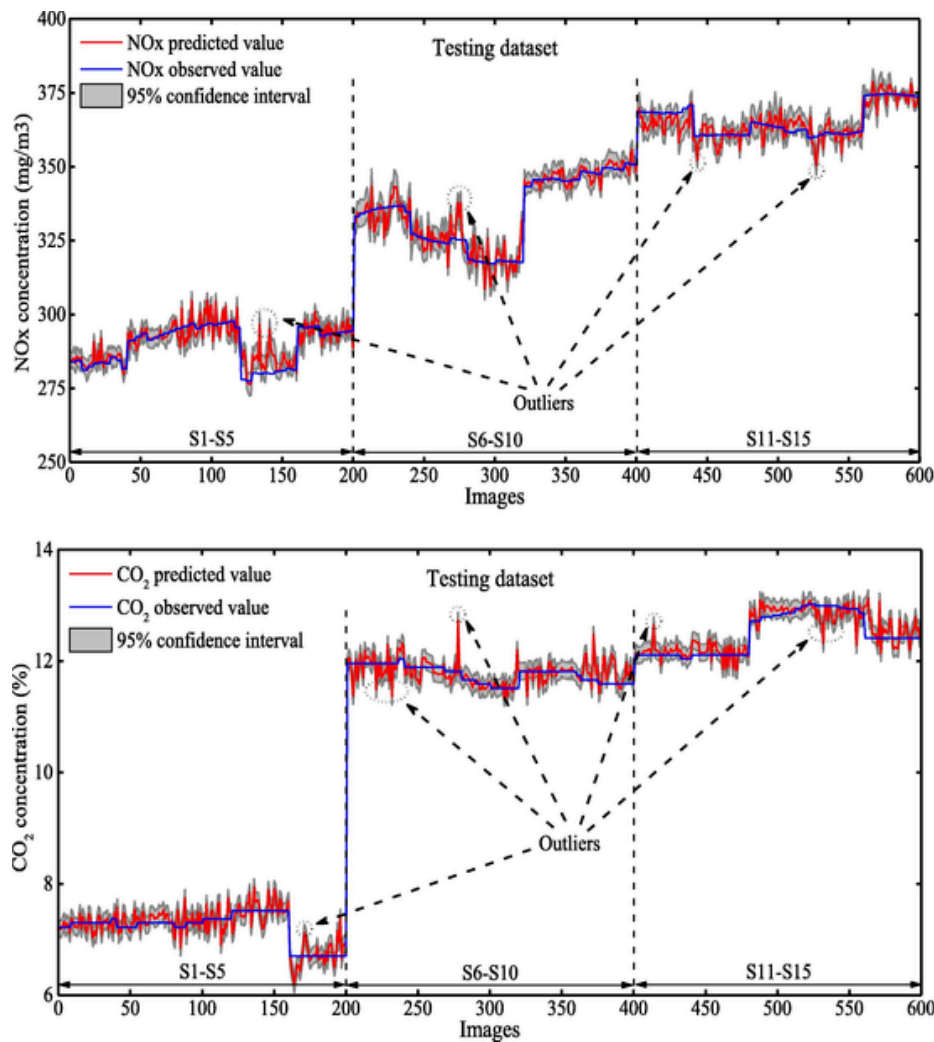 400
375
350
325
300
275
250
NOx concentration (mg/m3)
NOx predicted value
NOx observed value
95% confidence interval
Testing dataset
Outliers
S1-S5
S6-S10
S11-S15
0 50 100 150 200 250 300 350 400 450 500 550 600
Images
14
12
10
8
6
CO₂ concentration (%)
CO₂ predicted value
CO₂ observed value
95% confidence interval
Testing dataset
Outliers
S1-S5
S6-S10
S11-S15
0 50 100 150 200 250 300 350 400 450 500 550 600
Images